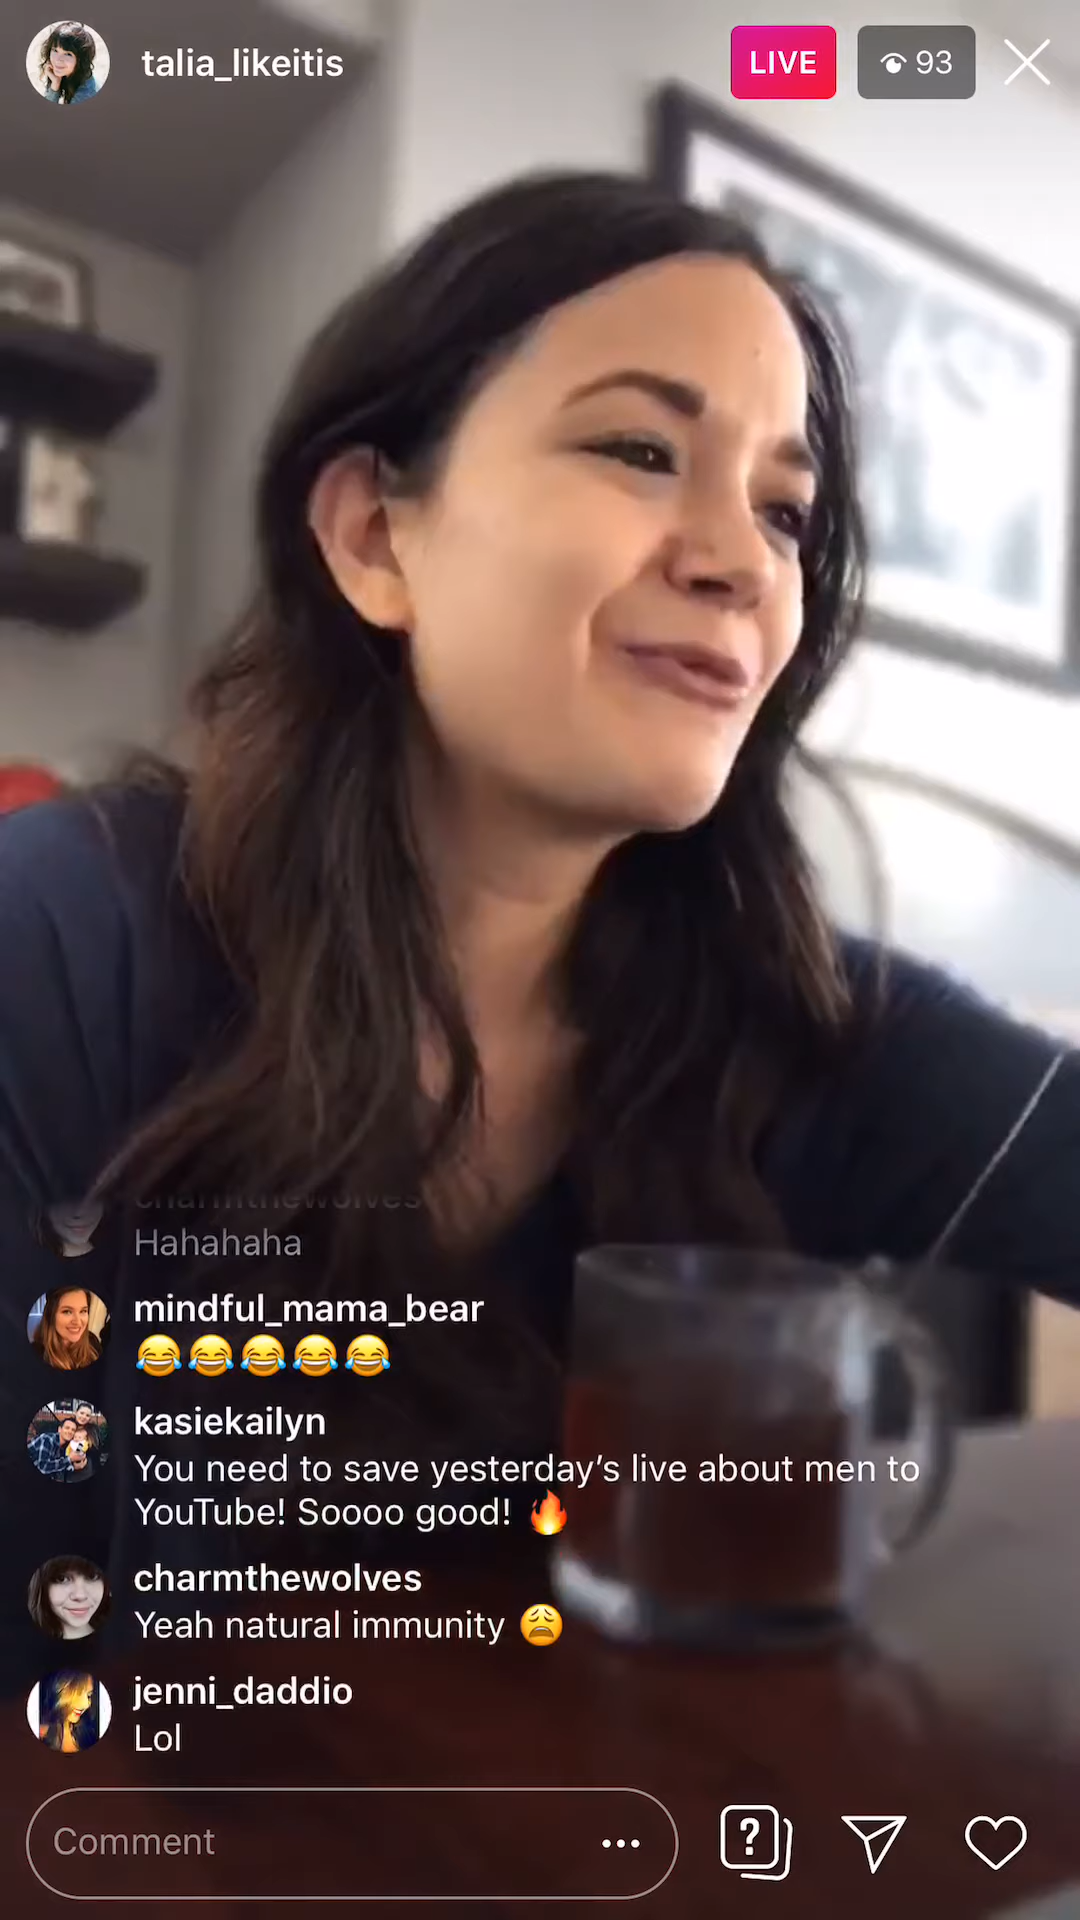 talia_likeitis
LIVE
93
charmthewolves
Hahahaha
mindful_mama_bear
😂😂😂😂😂
kasiekailyn
You need to save yesterday’s live about men to
YouTube! Soooo good! 🔥
charmthewolves
Yeah natural immunity 😩
jenni_daddio
Lol
Comment
?